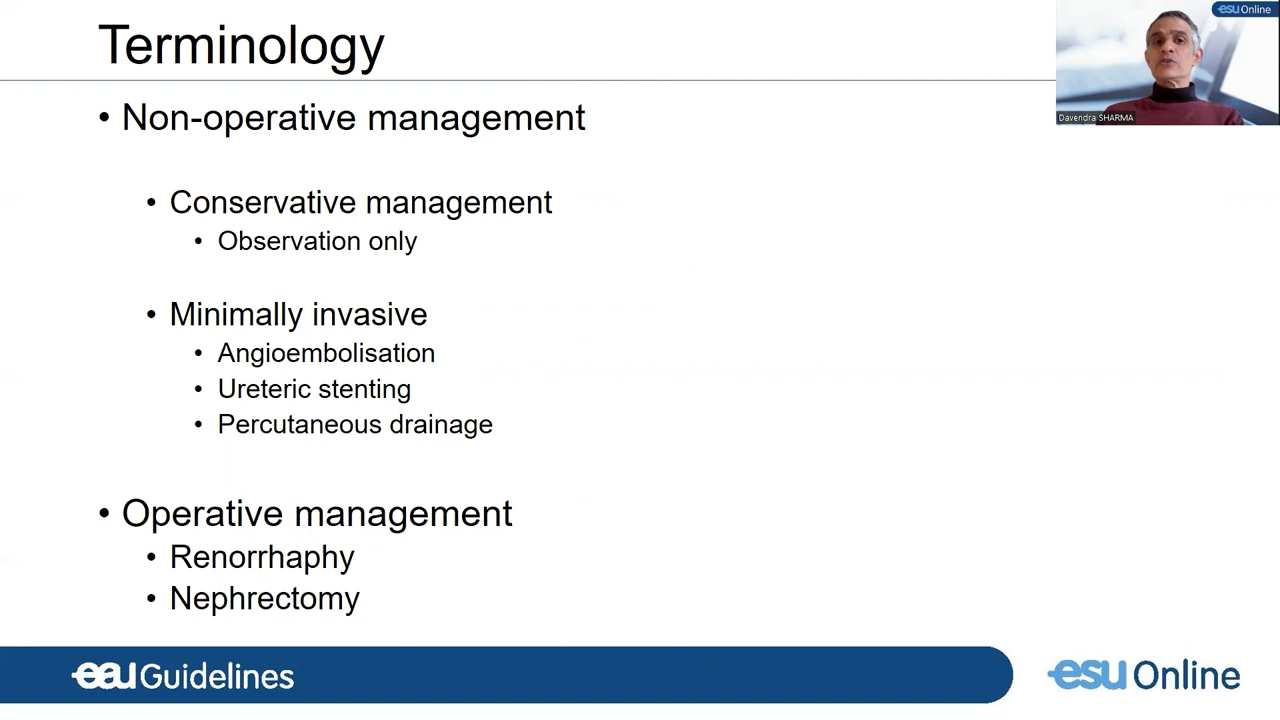 Terminology
esu Online
Davendra SHARMA
• Non-operative management
• Conservative management
• Observation only
• Minimally invasive
• Angioembolisation
• Ureteric stenting
• Percutaneous drainage
• Operative management
• Renorrhaphy
• Nephrectomy
eau Guidelines
esu Online